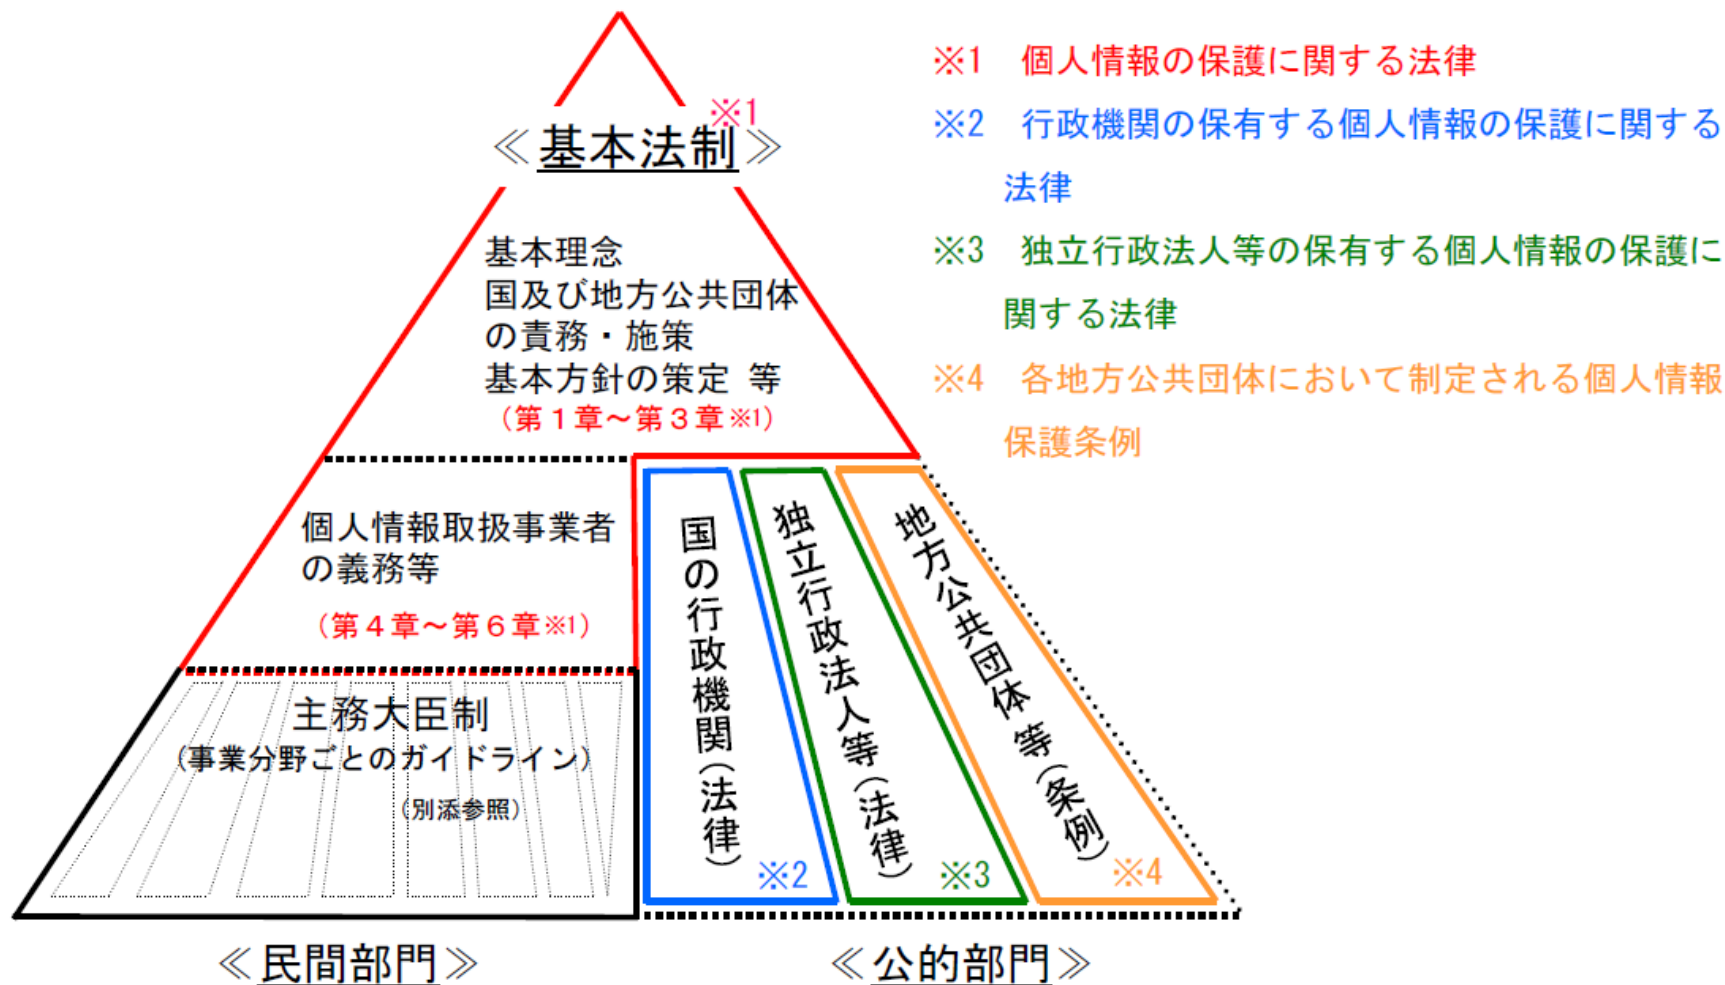 ※1
≪基本法制≫
基本理念
国及び地方公共団体
の責務・施策
基本方針の策定 等
（第１章～第３章※1）
個人情報取扱事業者
の義務等
（第４章～第６章※1）
主務大臣制
（事業分野ごとのガイドライン）
（別添参照）
≪民間部門≫
国の行政機関（法律）
※2
独立行政法人等（法律）
※3
地方公共団体等（条例）
※4
≪公的部門≫
※1　個人情報の保護に関する法律
※2　行政機関の保有する個人情報の保護に関する
法律
※3　独立行政法人等の保有する個人情報の保護に
関する法律
※4　各地方公共団体において制定される個人情報
保護条例